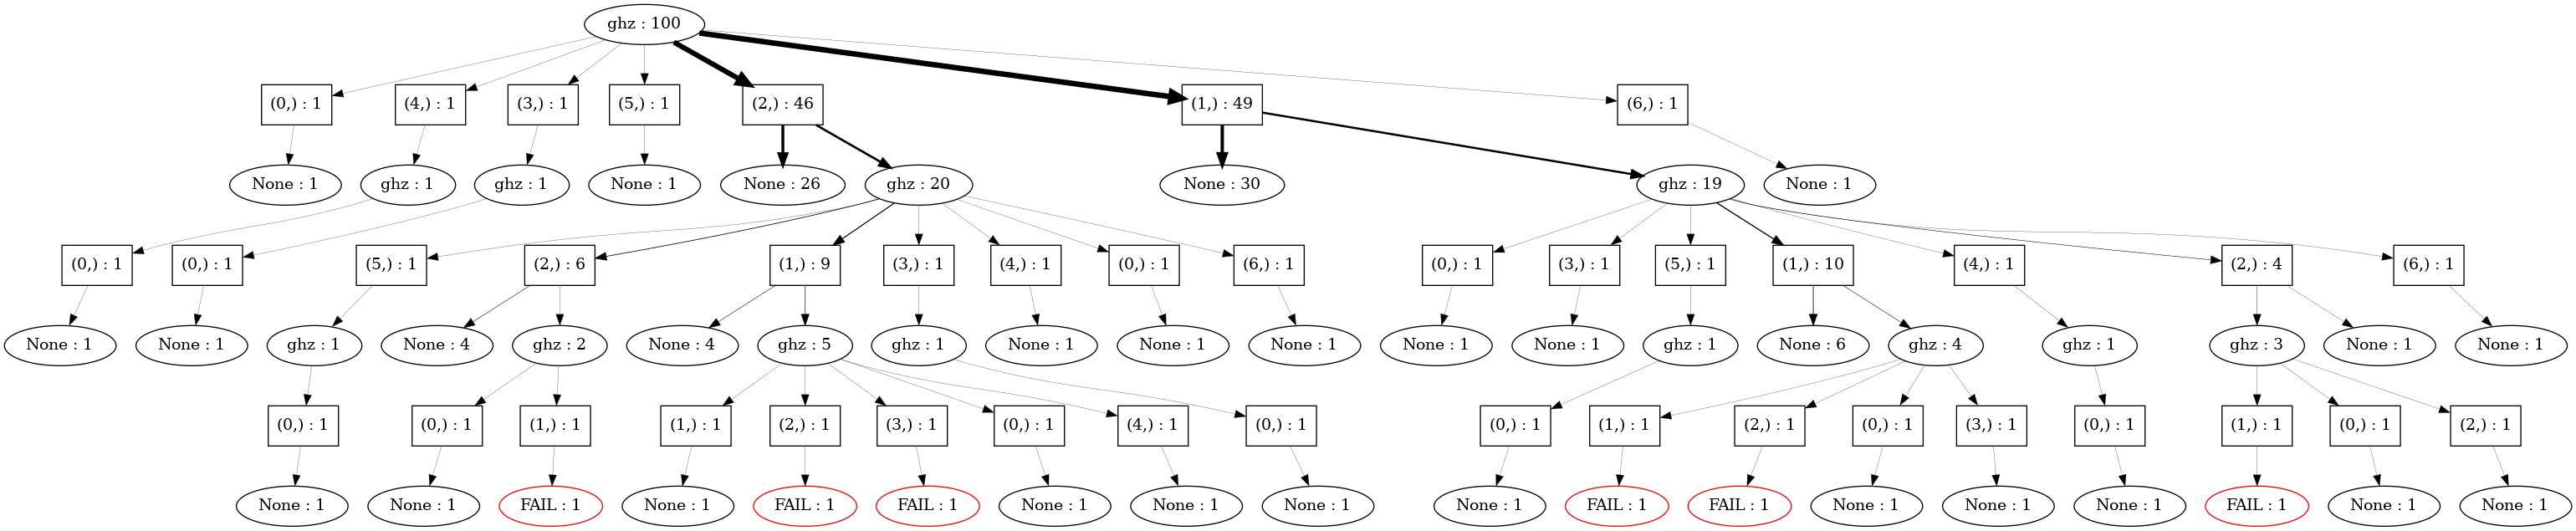 ghz : 100
(0,) : 1
(4,) : 1
(3,) : 1
(5,) : 1
(2,) : 46
(1,) : 49
(6,) : 1
None : 1
ghz : 1
ghz : 1
None : 1
None : 26
ghz : 20
None : 30
ghz : 19
None : 1
(0,) : 1
(0,) : 1
(5,) : 1
(2,) : 6
(1,) : 9
(3,) : 1
(4,) : 1
(0,) : 1
(6,) : 1
(0,) : 1
(3,) : 1
(5,) : 1
(1,) : 10
(4,) : 1
(2,) : 4
(6,) : 1
None : 1
None : 1
ghz : 1
None : 4
ghz : 2
None : 4
ghz : 5
ghz : 1
None : 1
None : 1
None : 1
None : 1
None : 1
ghz : 1
None : 6
ghz : 4
ghz : 1
ghz : 3
None : 1
None : 1
(0,) : 1
(0,) : 1
(1,) : 1
(1,) : 1
(2,) : 1
(3,) : 1
(0,) : 1
(4,) : 1
(0,) : 1
(0,) : 1
(1,) : 1
(2,) : 1
(0,) : 1
(3,) : 1
(0,) : 1
(1,) : 1
(0,) : 1
(2,) : 1
None : 1
None : 1
FAIL : 1
None : 1
FAIL : 1
FAIL : 1
None : 1
None : 1
None : 1
None : 1
FAIL : 1
FAIL : 1
None : 1
None : 1
None : 1
FAIL : 1
None : 1
None : 1